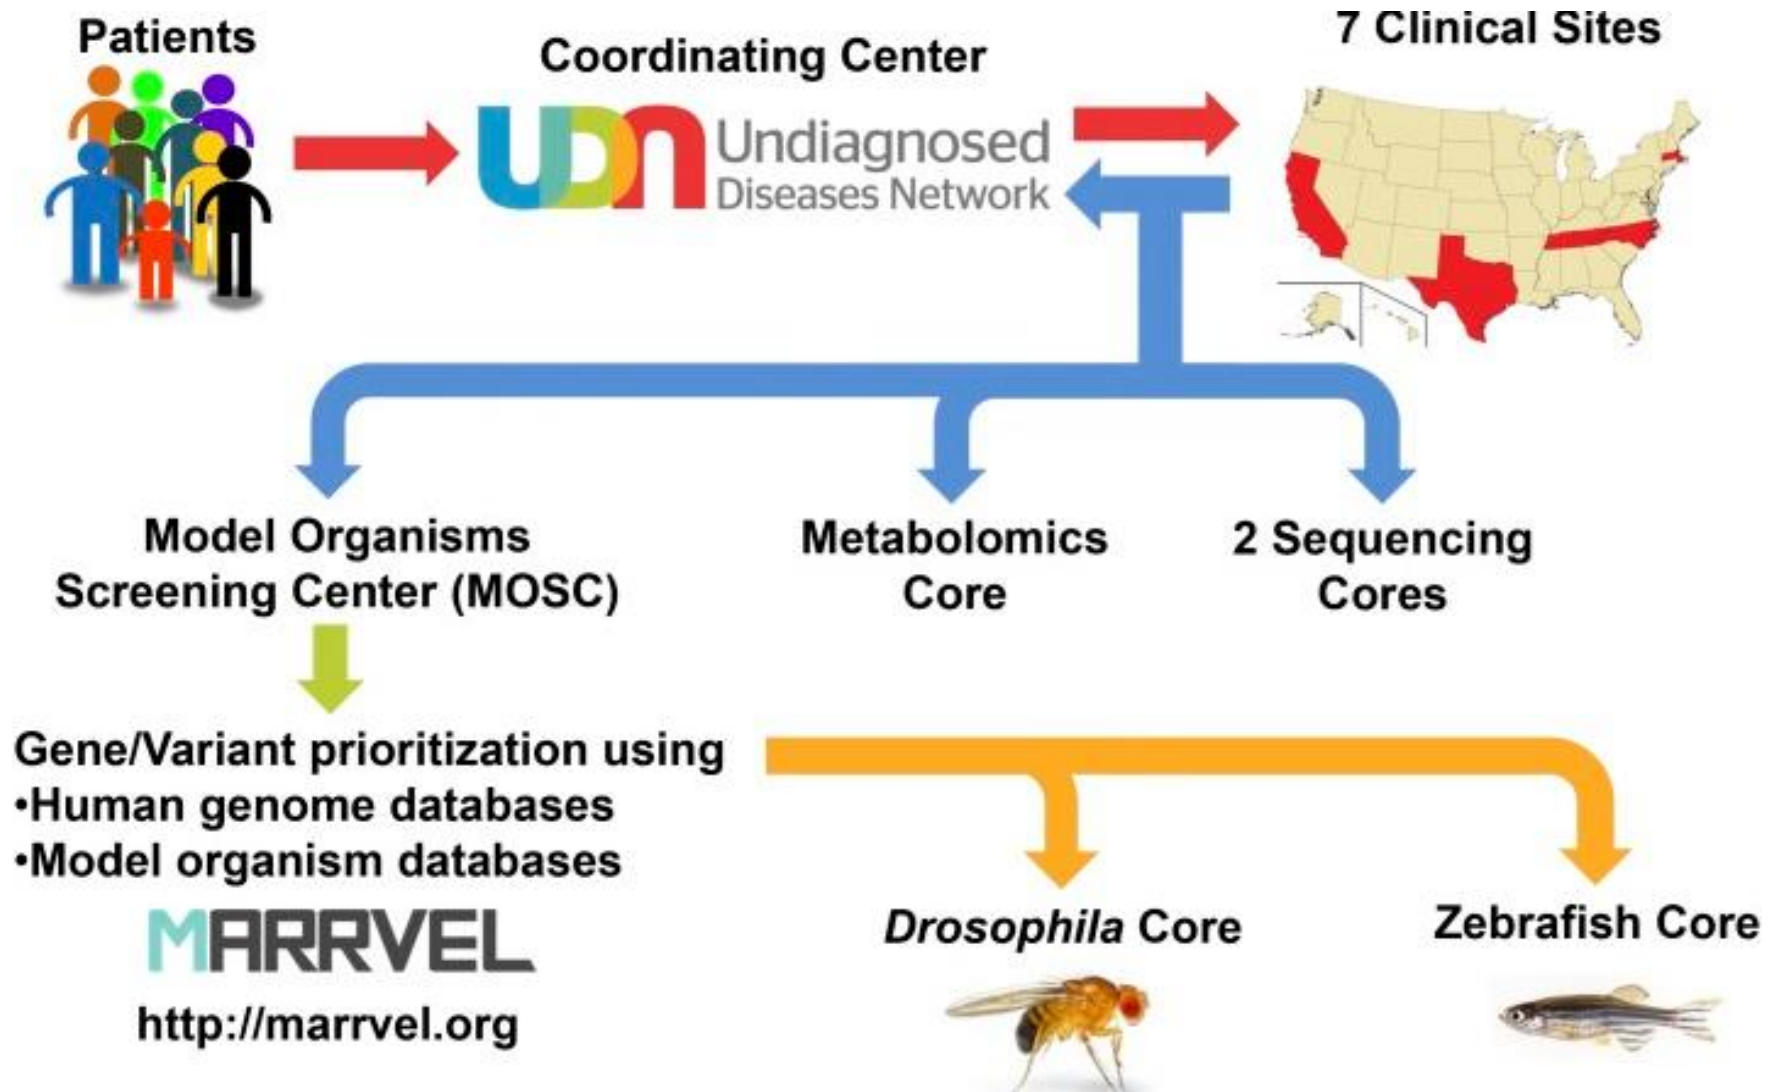 Patients
Coordinating Center
UDN Undiagnosed
Diseases Network
7 Clinical Sites
Model Organisms
Screening Center (MOSC)
Metabolomics
Core
2 Sequencing
Cores
Gene/Variant prioritization using
•Human genome databases
•Model organism databases
MARRVEL
http://marrvel.org
Drosophila Core
Zebrafish Core